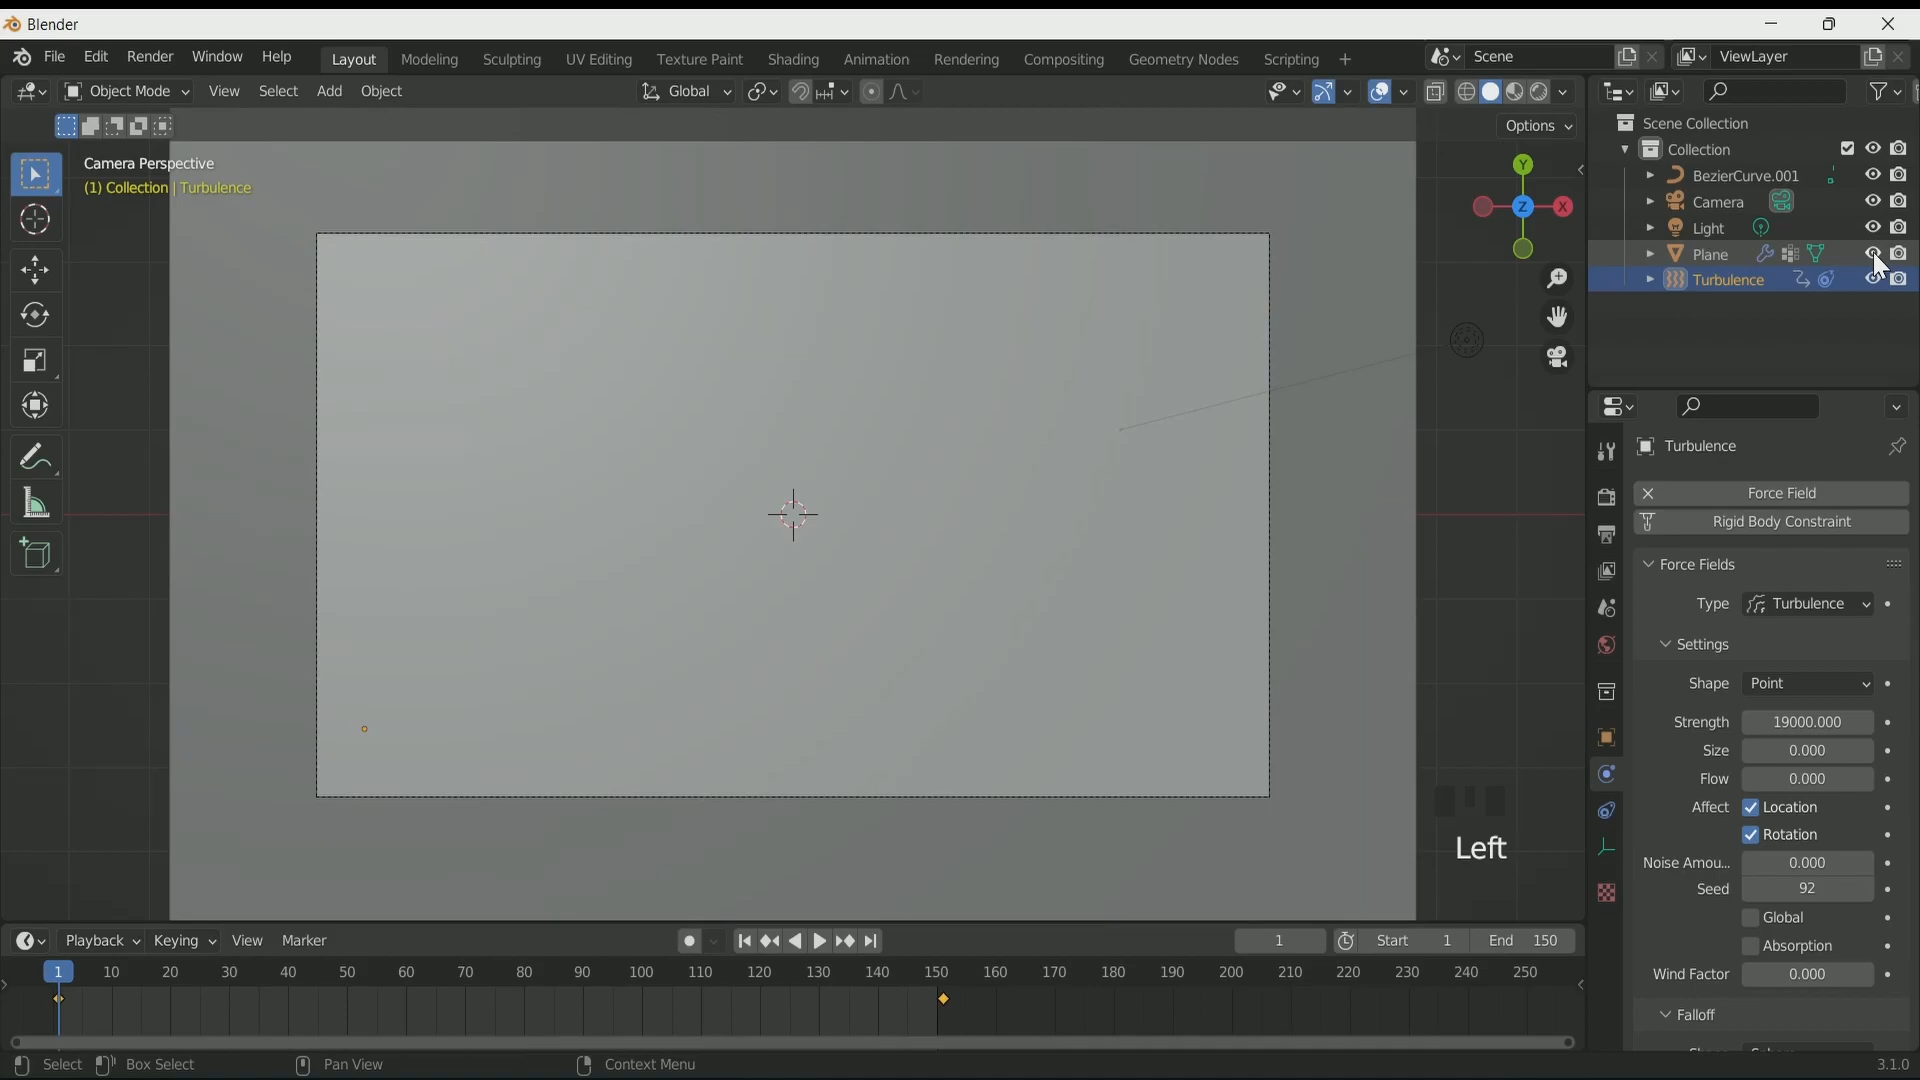 Blender
File Edit Render Window Help Layout Modeling Sculpting UV Editing Texture Paint Shading Animation Rendering Compositing Geometry Nodes Scripting + Scene ViewLayer
Object Mode View Select Add Object Global
Options
Camera Perspective
(1) Collection | Turbulence
Y
X
Z
Scene Collection
Collection
BezierCurve.001
Camera
Light
Plane
Turbulence
Turbulence
Force Field
Rigid Body Constraint
Force Fields
Type Turbulence
Settings
Shape Point
Strength 19000.000
Size 0.000
Flow 0.000
Affect Location
Rotation
Noise Amou... 0.000
Seed 92
Global
Absorption
Wind Factor 0.000
Falloff
Left
Playback Keying View Marker 1 Start 1 End 150
1 10 20 30 40 50 60 70 80 90 100 110 120 130 140 150 160 170 180 190 200 210 220 230 240 250
Select Box Select Pan View Context Menu 3.1.0